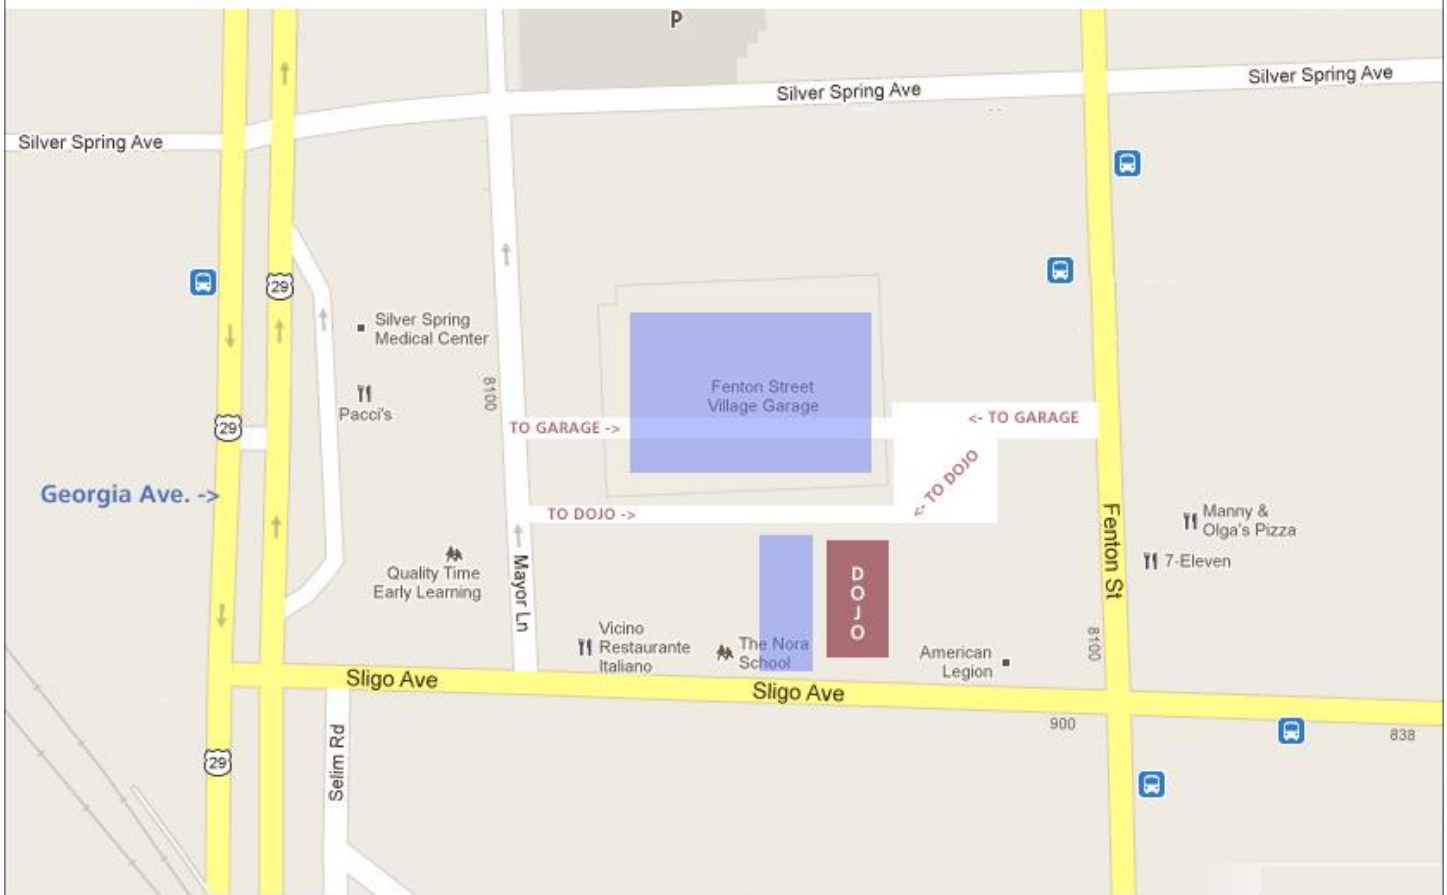 P
Silver Spring Ave
Silver Spring Ave
Silver Spring Ave
29
Silver Spring
Medical Center
8100
Pacci's
Fenton Street
Village Garage
29
TO GARAGE ->
<- TO GARAGE
Georgia Ave. ->
TO DOJO ->
<- TO DOJO
Manny &
Olga's Pizza
7-Eleven
Fenton St
Quality Time
Early Learning
Mayor Ln
DOJO
Vicino
Restaurante
Italiano
The Nora
School
American
Legion
8100
Sligo Ave
Sligo Ave
900
838
29
Selim Rd